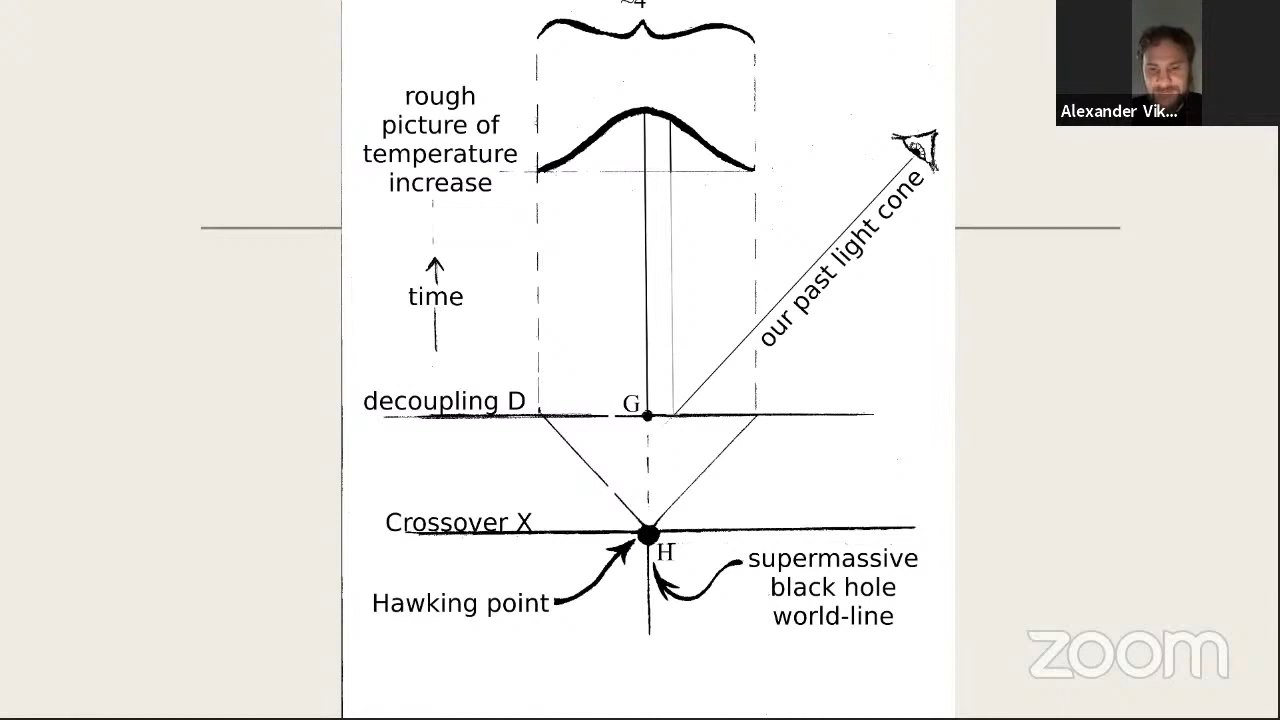 ~4
rough
picture of
temperature
increase
time
our past light cone
decoupling D
G
Crossover X
H
Hawking point
supermassive
black hole
world-line
Alexander Vik...
zoom